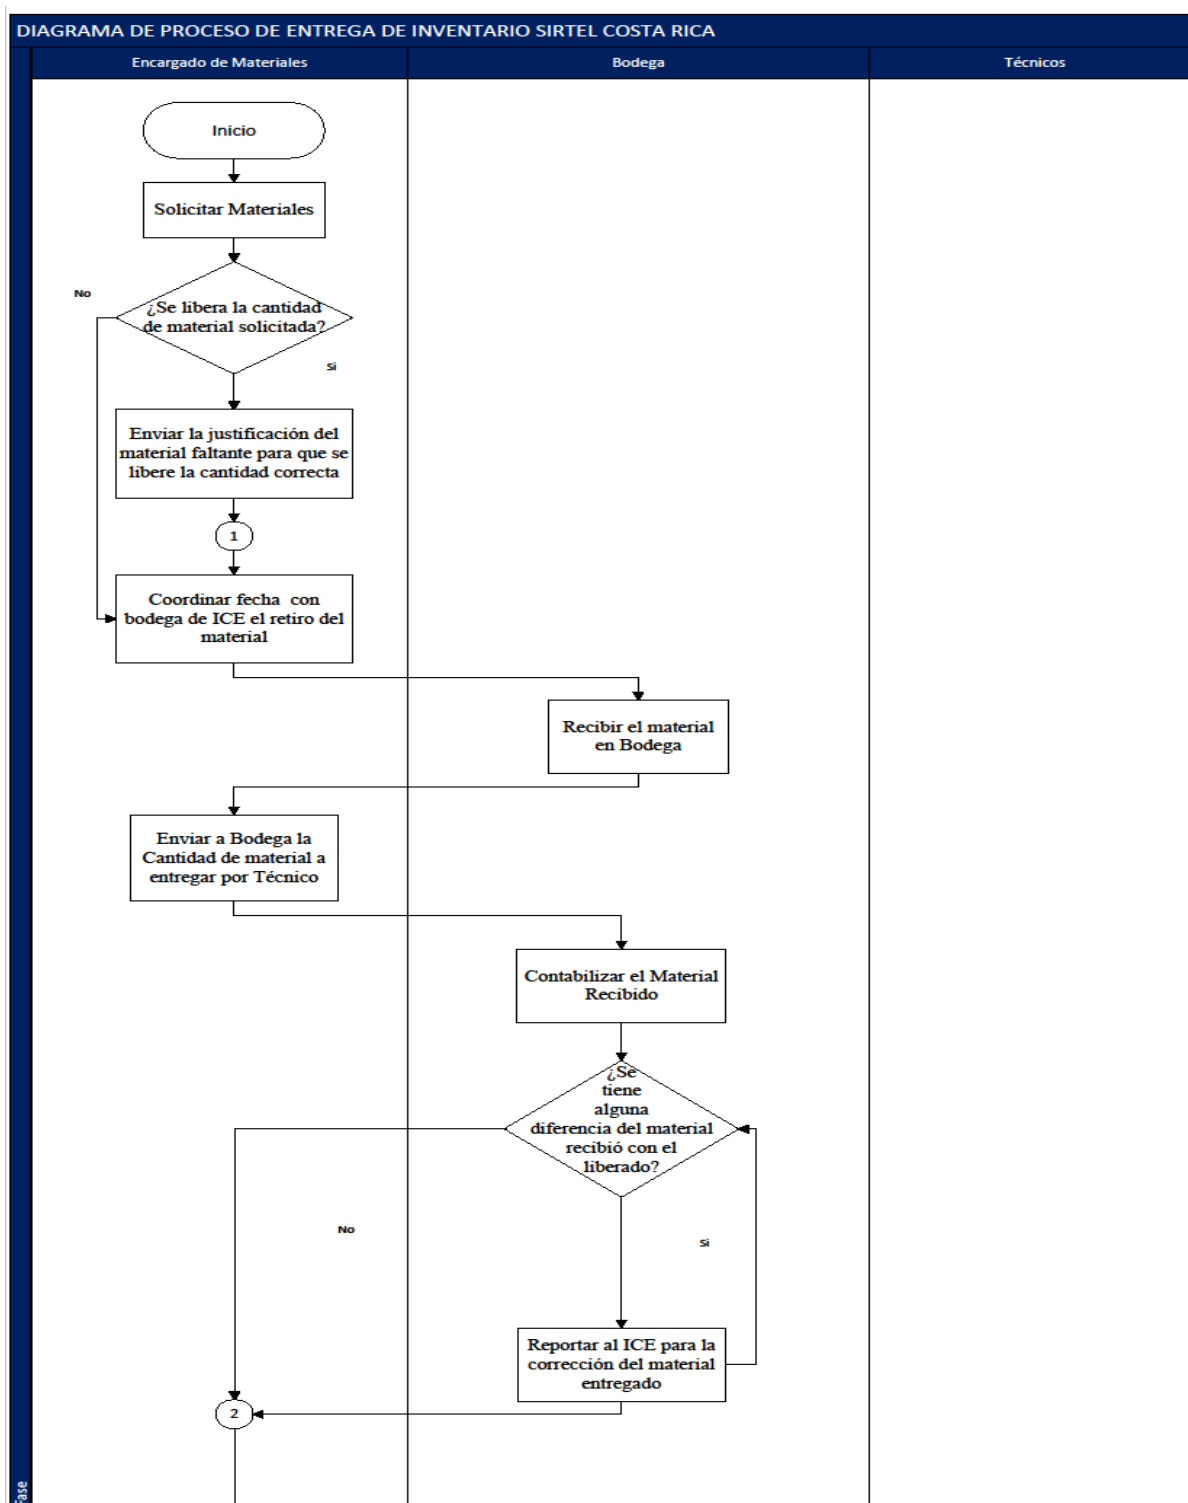 DIAGRAMA DE PROCESO DE ENTREGA DE INVENTARIO SIRTEL COSTA RICA
Encargado de Materiales
Bodega
Técnicos
Inicio
Solicitar Materiales
No
¿Se libera la cantidad
de material solicitada?
Si
Enviar la justificación del
material faltante para que se
libere la cantidad correcta
1
Coordinar fecha con
bodega de ICE el retiro del
material
Recibir el material
en Bodega
Enviar a Bodega la
Cantidad de material a
entregar por Técnico
Contabilizar el Material
Recibido
¿Se
tiene
alguna
diferencia del material
recibió con el
liberado?
No
Si
Reportar al ICE para la
corrección del material
entregado
2
Fase